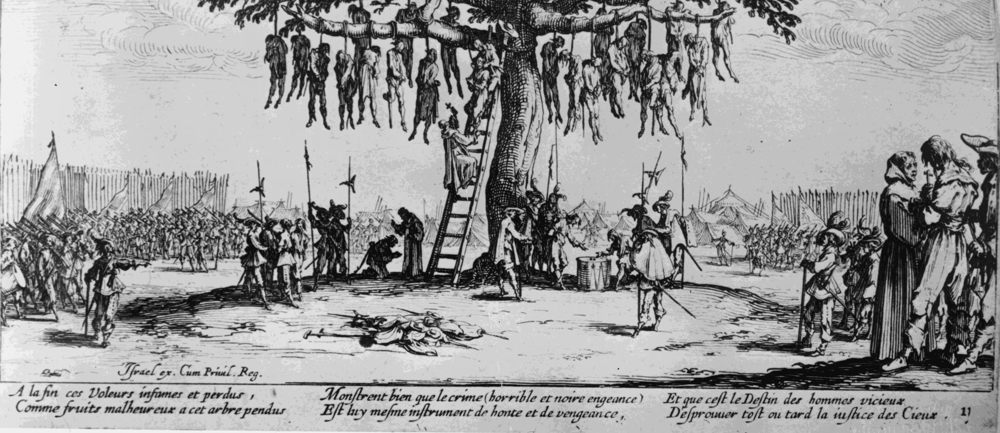 Israel ex. Cum Priuil. Reg.
A la fin ces Voleurs infames et perdus ,
Comme fruits malheureux a cet arbre pendus
Monſtrent bien que le crime (horrible et noire engeance)
Eſt luy meſme inſtrument de honte et de vengeance ,
Et que ceſt le Deſtin des hommes vicieux
Deſprouuer toſt ou tard la iuſtice des Cieux .
11